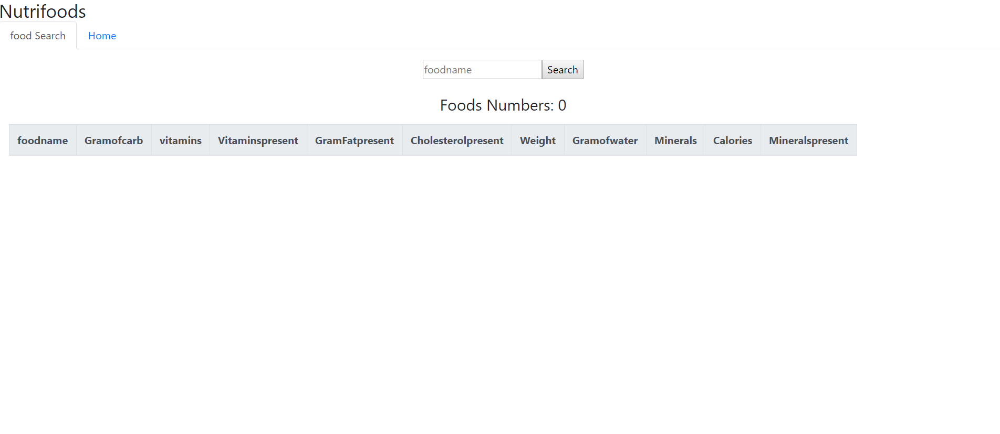 Nutrifoods
food Search Home
foodname Search
Foods Numbers: 0
foodname Gramofcarb vitamins Vitaminspresent GramFatpresent Cholesterolpresent Weight Gramofwater Minerals Calories Mineralspresent